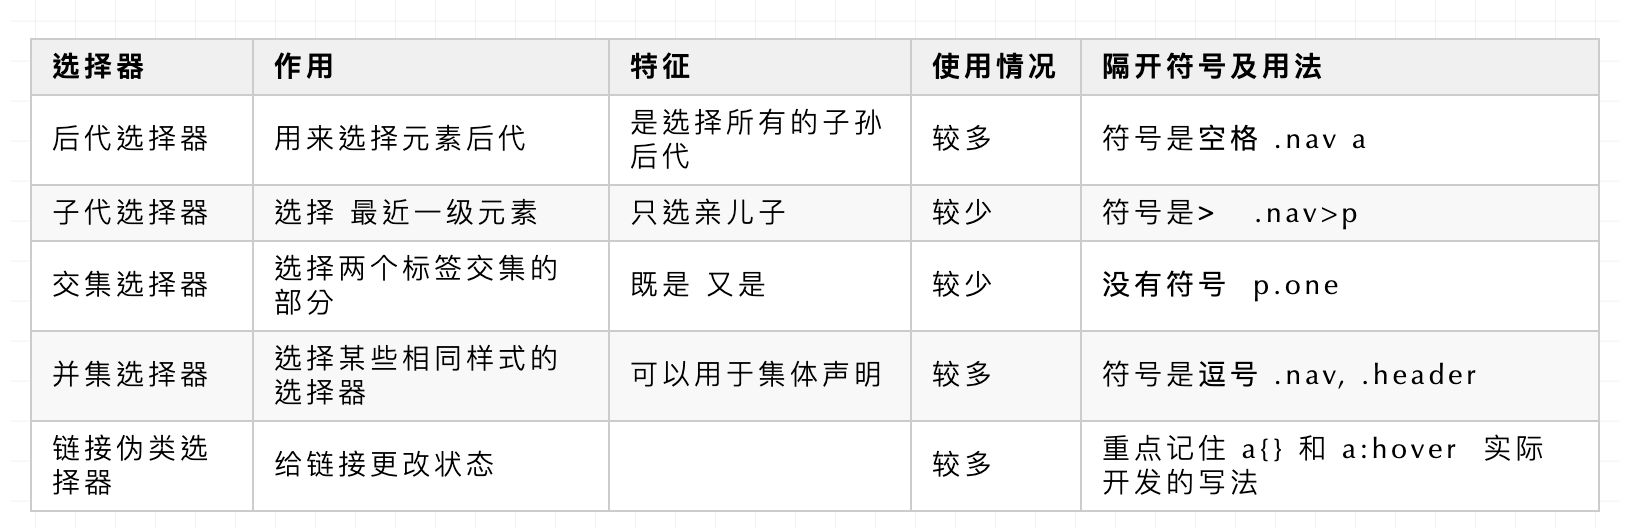 选择器 作用 特征 使用情况 隔开符号及用法
后代选择器 用来选择元素后代 是选择所有的子孙
后代 较多 符号是空格 .nav a
子代选择器 选择 最近一级元素 只选亲儿子 较少 符号是> .nav>p
交集选择器 选择两个标签交集的
部分 既是 又是 较少 没有符号 p.one
并集选择器 选择某些相同样式的
选择器 可以用于集体声明 较多 符号是逗号 .nav, .header
链接伪类选
择器 给链接更改状态 较多 重点记住 a{} 和 a:hover 实际
开发的写法